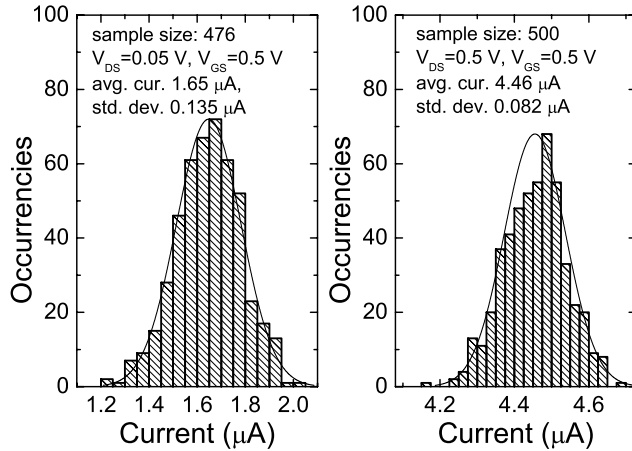 sample size: 476
V_DS=0.05 V, V_GS=0.5 V
avg. cur. 1.65 μA,
std. dev. 0.135 μA
100
80
60
40
20
0
Occurrencies
1.2 1.4 1.6 1.8 2.0
Current (μA)
sample size: 500
V_DS=0.5 V, V_GS=0.5 V
avg. cur. 4.46 μA
std. dev. 0.082 μA
100
80
60
40
20
0
Occurrencies
4.2 4.4 4.6
Current (μA)